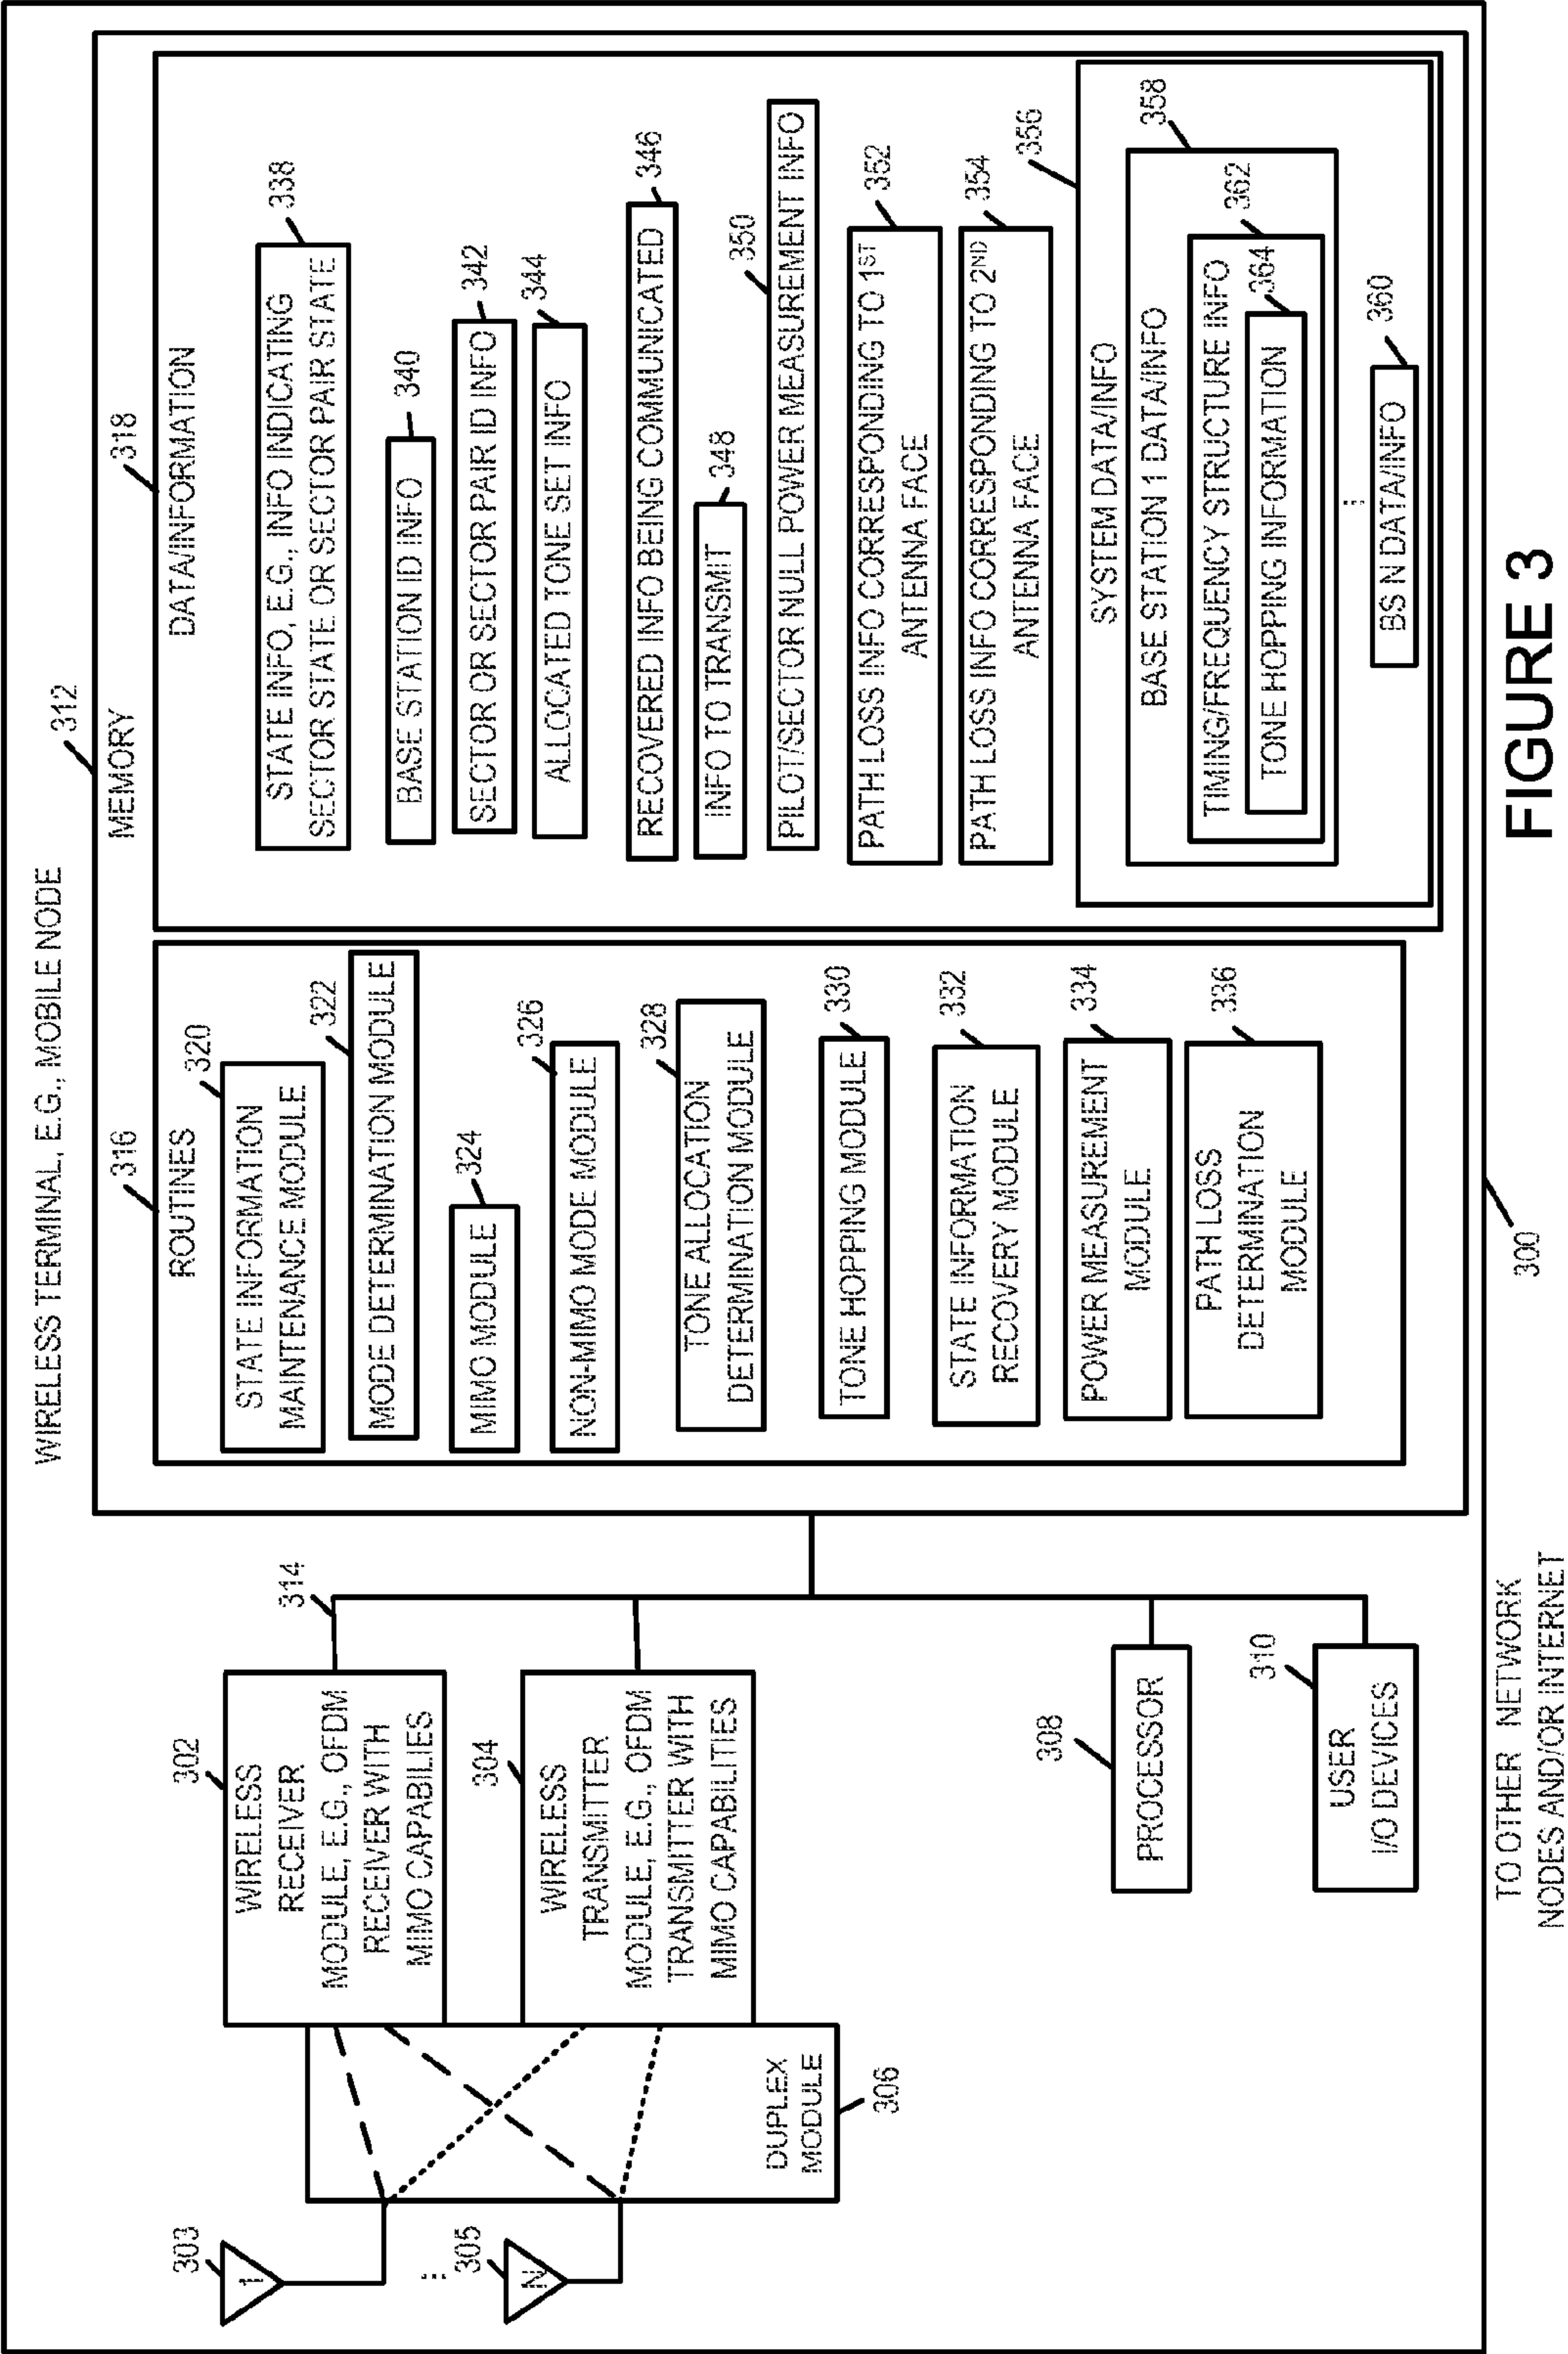 WIRELESS TERMINAL, E.G., MOBILE NODE
303
1
305
N
302
WIRELESS
RECEIVER
MODULE, E.G., OFDM
RECEIVER WITH
MIMO CAPABILIES
304
WIRELESS
TRANSMITTER
MODULE, E.G., OFDM
TRANSMITTER WITH
MIMO CAPABILITIES
DUPLEX
MODULE
306
314
308
PROCESSOR
310
USER
I/O DEVICES
TO OTHER NETWORK
NODES AND/OR INTERNET
300
312
MEMORY
316
ROUTINES
320
STATE INFORMATION
MAINTENANCE MODULE
322
MODE DETERMINATION MODULE
324
MIMO MODULE
326
NON-MIMO MODE MODULE
328
TONE ALLOCATION
DETERMINATION MODULE
330
TONE HOPPING MODULE
332
STATE INFORMATION
RECOVERY MODULE
334
POWER MEASUREMENT
MODULE
336
PATH LOSS
DETERMINATION
MODULE
318
DATA/INFORMATION
338
STATE INFO, E.G., INFO INDICATING
SECTOR STATE OR SECTOR PAIR STATE
340
BASE STATION ID INFO
342
SECTOR OR SECTOR PAIR ID INFO
344
ALLOCATED TONE SET INFO
346
RECOVERED INFO BEING COMMUNICATED
348
INFO TO TRANSMIT
350
PILOT/SECTOR NULL POWER MEASUREMENT INFO
352
PATH LOSS INFO CORRESPONDING TO 1ST
ANTENNA FACE
354
PATH LOSS INFO CORRESPONDING TO 2ND
ANTENNA FACE
356
SYSTEM DATA/INFO
358
BASE STATION 1 DATA/INFO
362
TIMING/FREQUENCY STRUCTURE INFO
364
TONE HOPPING INFORMATION
360
BS N DATA/INFO
FIGURE 3